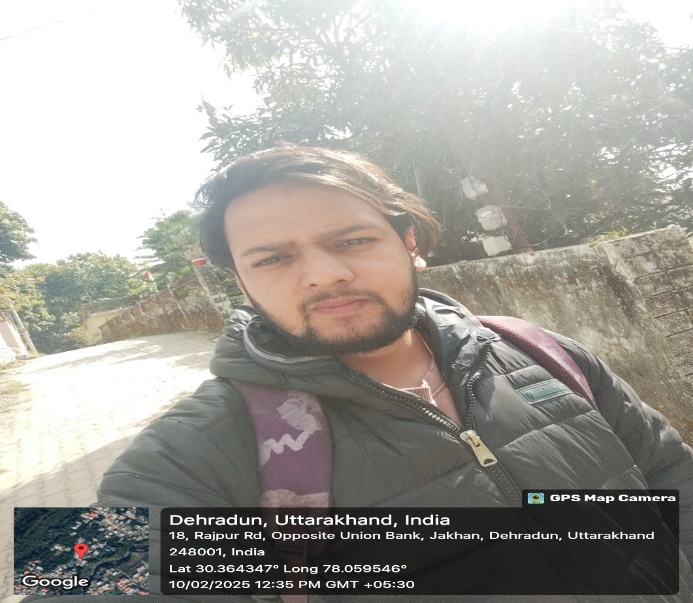 GPS Map Camera
Dehradun, Uttarakhand, India
18, Rajpur Rd, Opposite Union Bank, Jakhan, Dehradun, Uttarakhand
248001, India
Lat 30.364347° Long 78.059546°
10/02/2025 12:35 PM GMT +05:30
Google